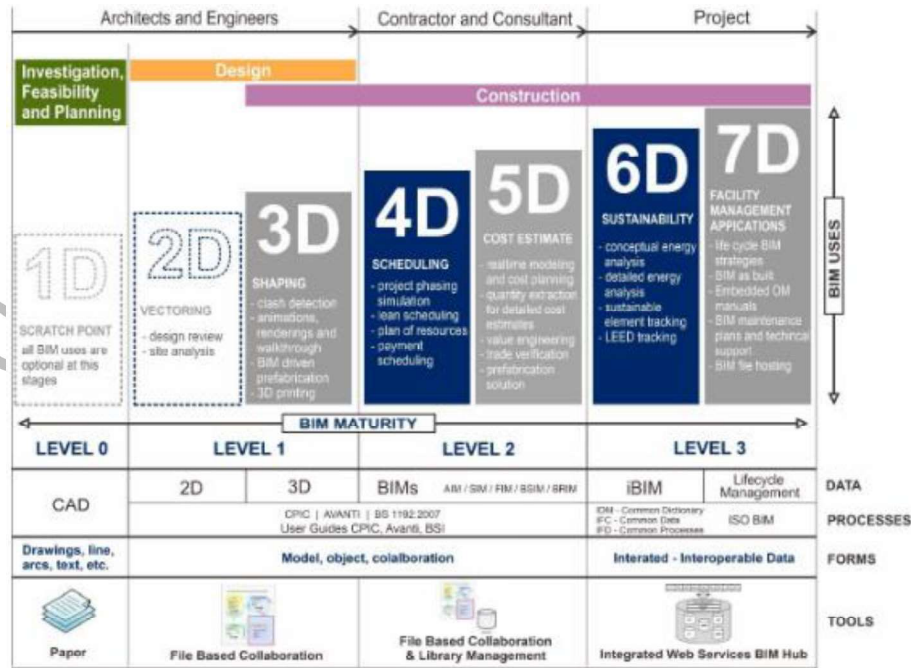 Architects and Engineers
Contractor and Consultant
Project
Investigation,
Feasibility
and Planning
Design
Construction
1D
SCRATCH POINT
all BIM uses are
optional at this
stages
2D
VECTORING
- design review
- site analysis
3D
SHAPING
- clash detection
- animations,
renderings and
walkthrough
- BIM driven
prefabrication
- 3D printing
4D
SCHEDULING
- project phasing
simulation
- lean scheduling
- plan of resources
- payment
scheduling
5D
COST ESTIMATE
- realtime modeling
and cost planning
- quantity extraction
for detailed cost
estimates
- value engineering
- trade verification
- prefabrication
solution
6D
SUSTAINABILITY
- conceptual energy
analysis
- detailed energy
analysis
- sustainable
element tracking
- LEED tracking
7D
FACILITY
MANAGEMENT
APPICATIONS
- life cycle BIM
strategies
- BIM as built
- Embedded OM
manuals
- BIM maintenance
plans and technical
support
- BIM file hosting
BIM USES
BIM MATURITY
LEVEL 0
LEVEL 1
LEVEL 2
LEVEL 3
CAD
2D
3D
BIMs
AIM / SIM / FIM / BSIM / BRIM
iBIM
Lifecycle
Management
DATA
CPIC | AVANTI | BS 1192:2007
User Guides CPIC, Avanti, BSI
IDM - Common Dictionary
IFC - Common Data
IFD - Common Processes
ISO BIM
PROCESSES
Drawings, line,
arcs, text, etc.
Model, object, colalboration
Interated - Interoperable Data
FORMS
Papor
File Based Collaboration
File Based Collaboration
& Library Management
Integrated Web Services BIM Hub
TOOLS